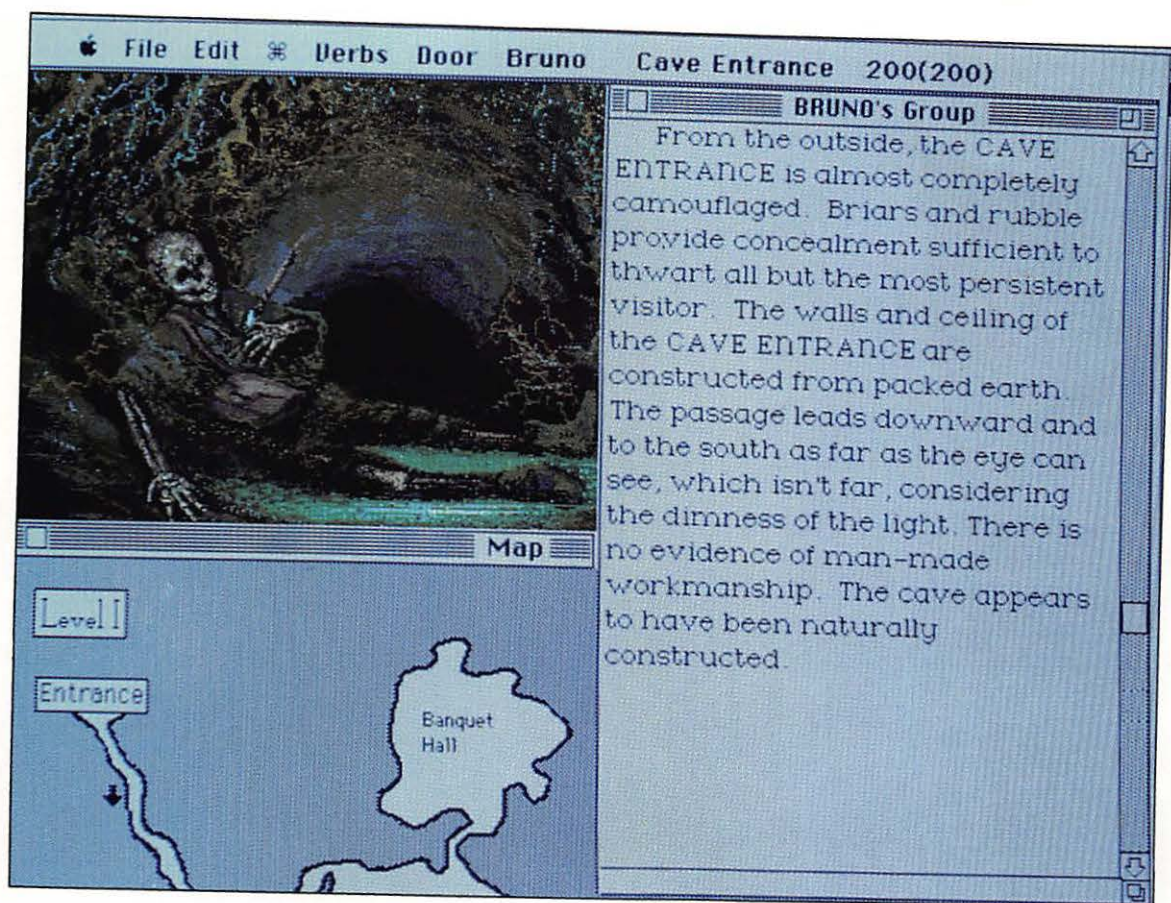 File Edit ⌘ Verbs Door Bruno Cave Entrance 200(200)
BRUNO's Group
From the outside, the CAVE
ENTRANCE is almost completely
camouflaged. Briars and rubble
provide concealment sufficient to
thwart all but the most persistent
visitor. The walls and ceiling of
the CAVE ENTRANCE are
constructed from packed earth.
The passage leads downward and
to the south as far as the eye can
see, which isn't far, considering
the dimness of the light. There is
no evidence of man-made
workmanship. The cave appears
to have been naturally
constructed.
Map
Level I
Entrance
Banquet
Hall